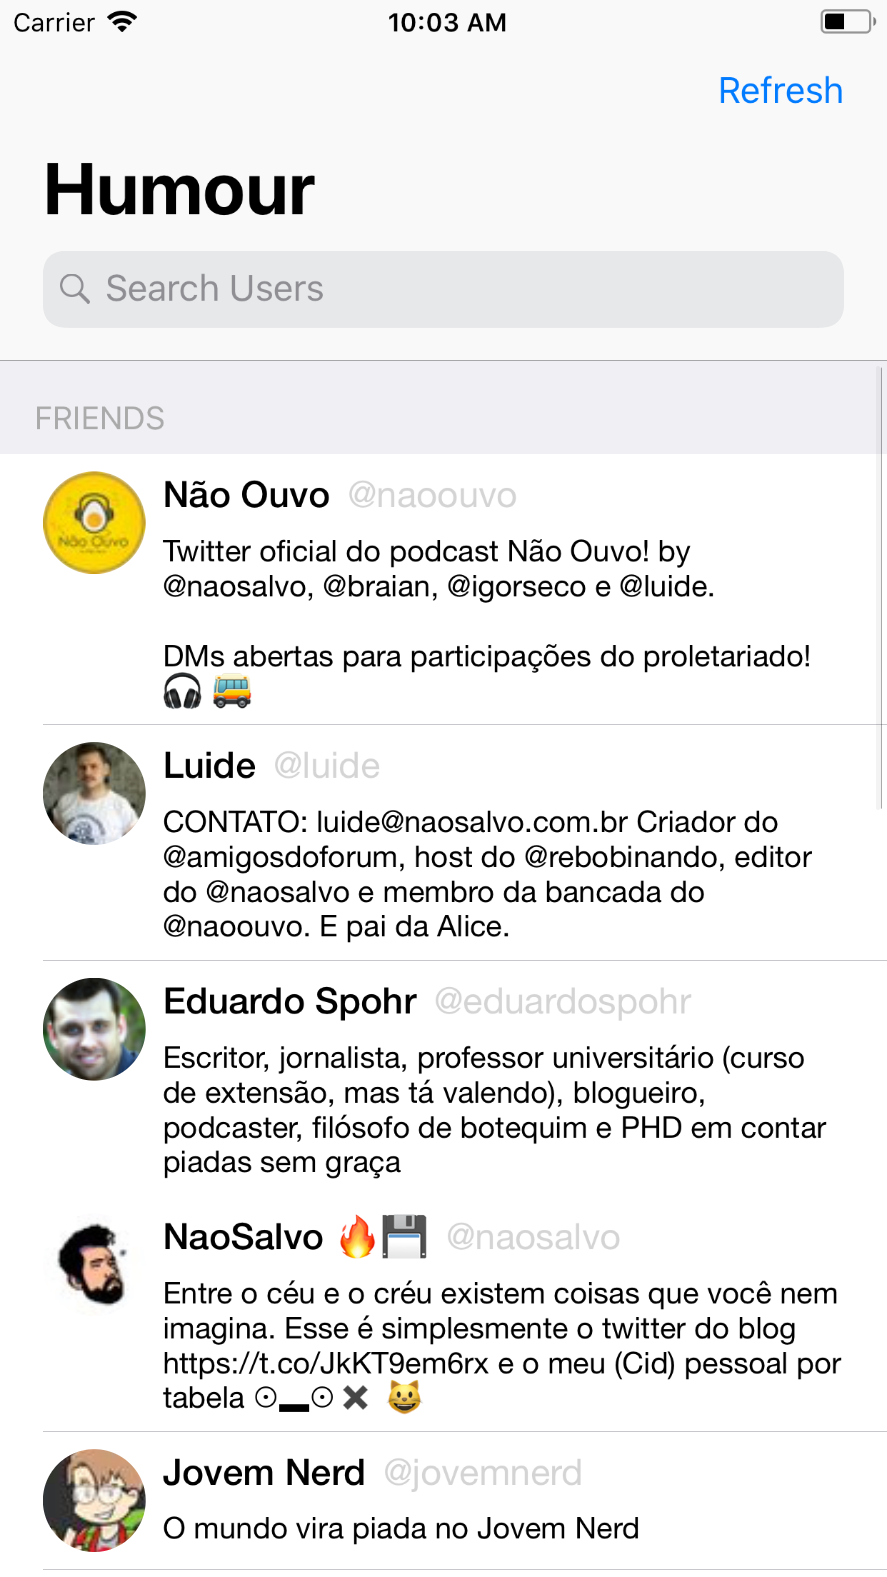 Carrier
10:03 AM
Refresh
Humour
Search Users
FRIENDS
Não Ouvo @naoouvo
Não Ouvo
Twitter oficial do podcast Não Ouvo! by
@naosalvo, @braian, @igorseco e @luide.
DMs abertas para participações do proletariado!
🎧 🚌
Luide @luide
CONTATO: luide@naosalvo.com.br Criador do
@amigosdoforum, host do @rebobinando, editor
do @naosalvo e membro da bancada do
@naoouvo. E pai da Alice.
Eduardo Spohr @eduardospohr
Escritor, jornalista, professor universitário (curso
de extensão, mas tá valendo), blogueiro,
podcaster, filósofo de botequim e PHD em contar
piadas sem graça
NaoSalvo 🔥💾 @naosalvo
Entre o céu e o créu existem coisas que você nem
imagina. Esse é simplesmente o twitter do blog
https://t.co/JkKT9em6rx e o meu (Cid) pessoal por
tabela ⊙▂⊙ ✖ 😺
Jovem Nerd @jovemnerd
O mundo vira piada no Jovem Nerd